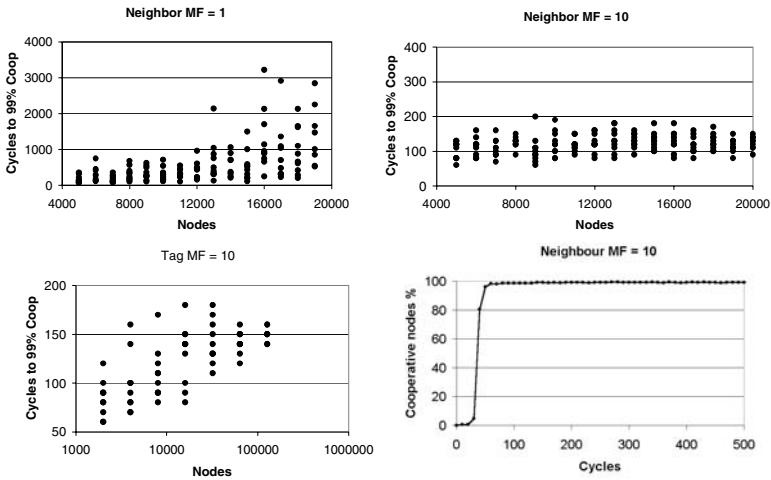 Neighbor MF = 1
Cycles to 99% Coop
4000
3000
2000
1000
0
4000 8000 12000 16000 20000
Nodes
Neighbor MF = 10
Cycles to 99% Coop
400
300
200
100
0
4000 8000 12000 16000 20000
Nodes
Tag MF = 10
Cycles to 99% Coop
200
150
100
50
1000 10000 100000 1000000
Nodes
Neighbour MF = 10
Cooperative nodes %
100
80
60
40
20
0
0 100 200 300 400 500
Cycles